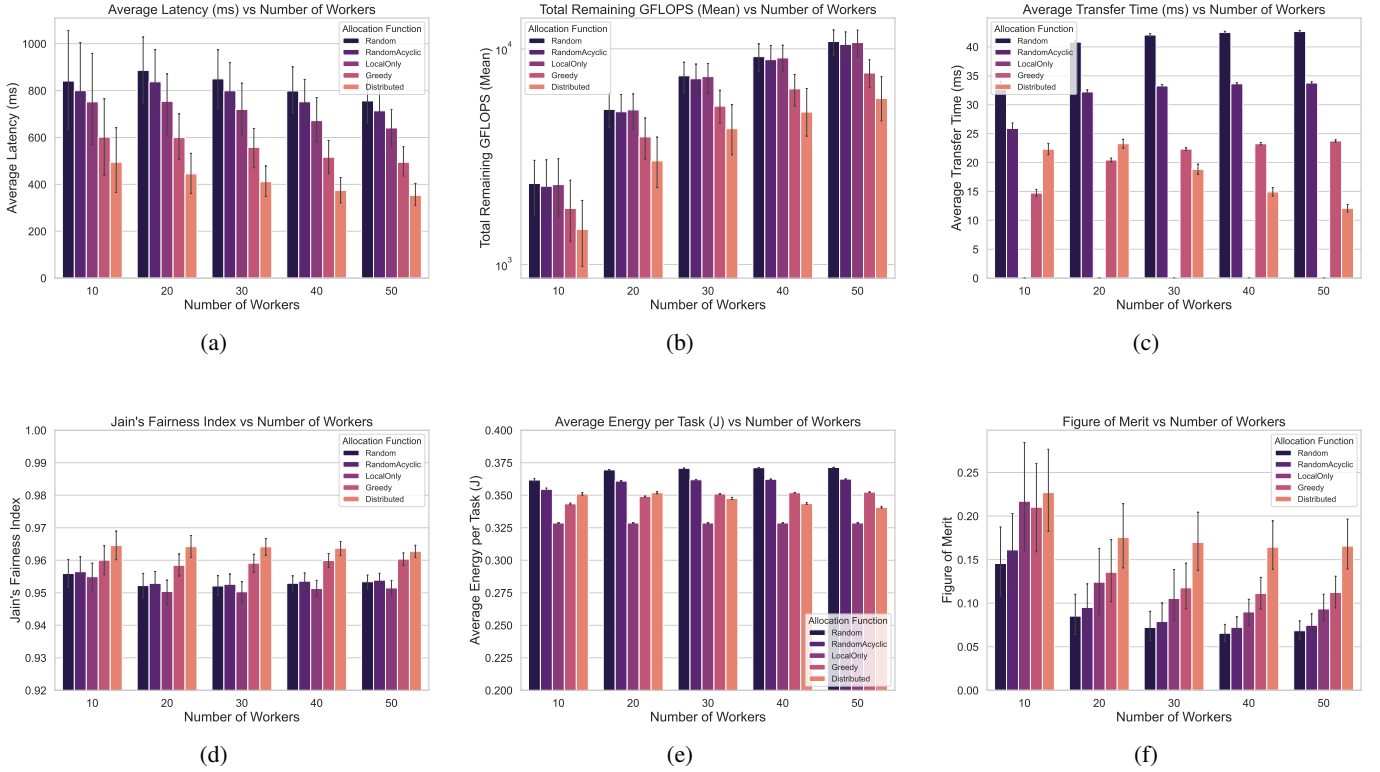 Average Latency (ms) vs Number of Workers
Average Latency (ms)
1000
800
600
400
200
0
Allocation Function
Random
RandomAcyclic
LocalOnly
Greedy
Distributed
10 20 30 40 50
Number of Workers
(a)
Total Remaining GFLOPS (Mean) vs Number of Workers
Total Remaining GFLOPS (Mean)
10^4
10^3
Allocation Function
Random
RandomAcyclic
LocalOnly
Greedy
Distributed
10 20 30 40 50
Number of Workers
(b)
Average Transfer Time (ms) vs Number of Workers
Average Transfer Time (ms)
40
35
30
25
20
15
10
5
0
Allocation Function
Random
RandomAcyclic
LocalOnly
Greedy
Distributed
10 20 30 40 50
Number of Workers
(c)
Jain's Fairness Index vs Number of Workers
Jain's Fairness Index
1.00
0.99
0.98
0.97
0.96
0.95
0.94
0.93
0.92
Allocation Function
Random
RandomAcyclic
LocalOnly
Greedy
Distributed
10 20 30 40 50
Number of Workers
(d)
Average Energy per Task (J) vs Number of Workers
Average Energy per Task (J)
0.400
0.375
0.350
0.325
0.300
0.275
0.250
0.225
0.200
Allocation Function
Random
RandomAcyclic
LocalOnly
Greedy
Distributed
10 20 30 40 50
Number of Workers
(e)
Figure of Merit vs Number of Workers
Figure of Merit
0.25
0.20
0.15
0.10
0.05
0.00
Allocation Function
Random
RandomAcyclic
LocalOnly
Greedy
Distributed
10 20 30 40 50
Number of Workers
(f)